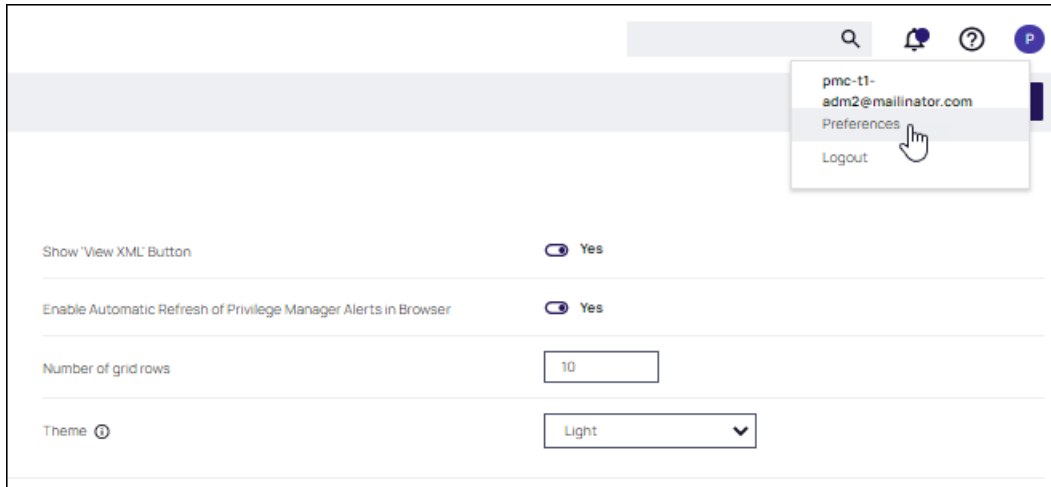 P
pmc-t1-
adm2@mailinator.com
Preferences
Logout
Show 'View XML' Button
Yes
Enable Automatic Refresh of Privilege Manager Alerts in Browser
Yes
Number of grid rows
10
Theme
Light